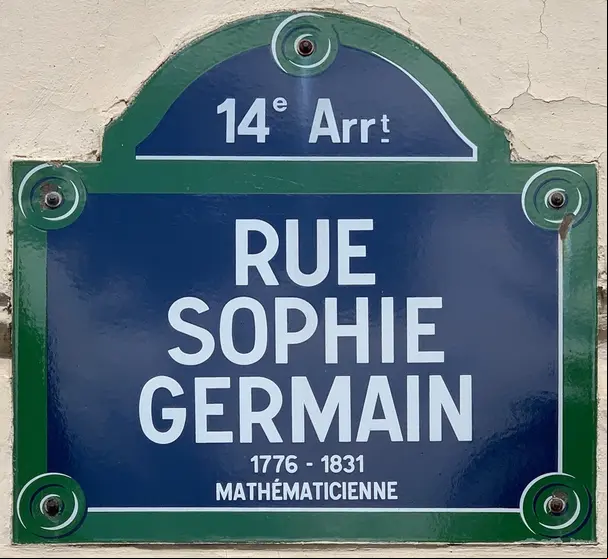 14e Arrt
RUE
SOPHIE
GERMAIN
1776 - 1831
MATHÉMATICIENNE